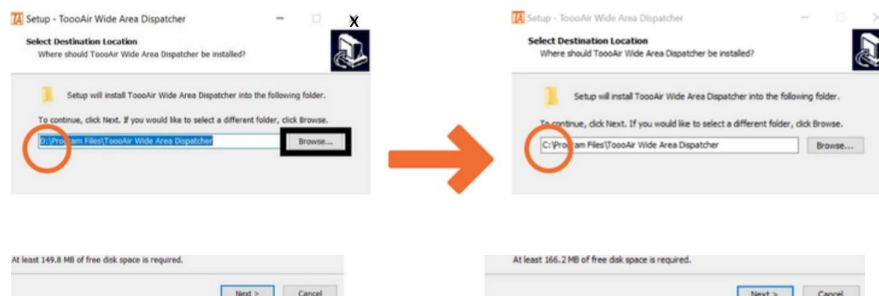 Setup - ToooAir Wide Area Dispatcher
X
Select Destination Location
Where should ToooAir Wide Area Dispatcher be installed?
Setup will install ToooAir Wide Area Dispatcher into the following folder.
To continue, click Next. If you would like to select a different folder, click Browse.
D:\Program Files\ToooAir Wide Area Dispatcher
Browse...
At least 149.8 MB of free disk space is required.
Next >
Cancel
Setup - ToooAir Wide Area Dispatcher
Select Destination Location
Where should ToooAir Wide Area Dispatcher be installed?
Setup will install ToooAir Wide Area Dispatcher into the following folder.
To continue, click Next. If you would like to select a different folder, click Browse.
C:\Program Files\ToooAir Wide Area Dispatcher
Browse...
At least 166.2 MB of free disk space is required.
Next >
Cancel